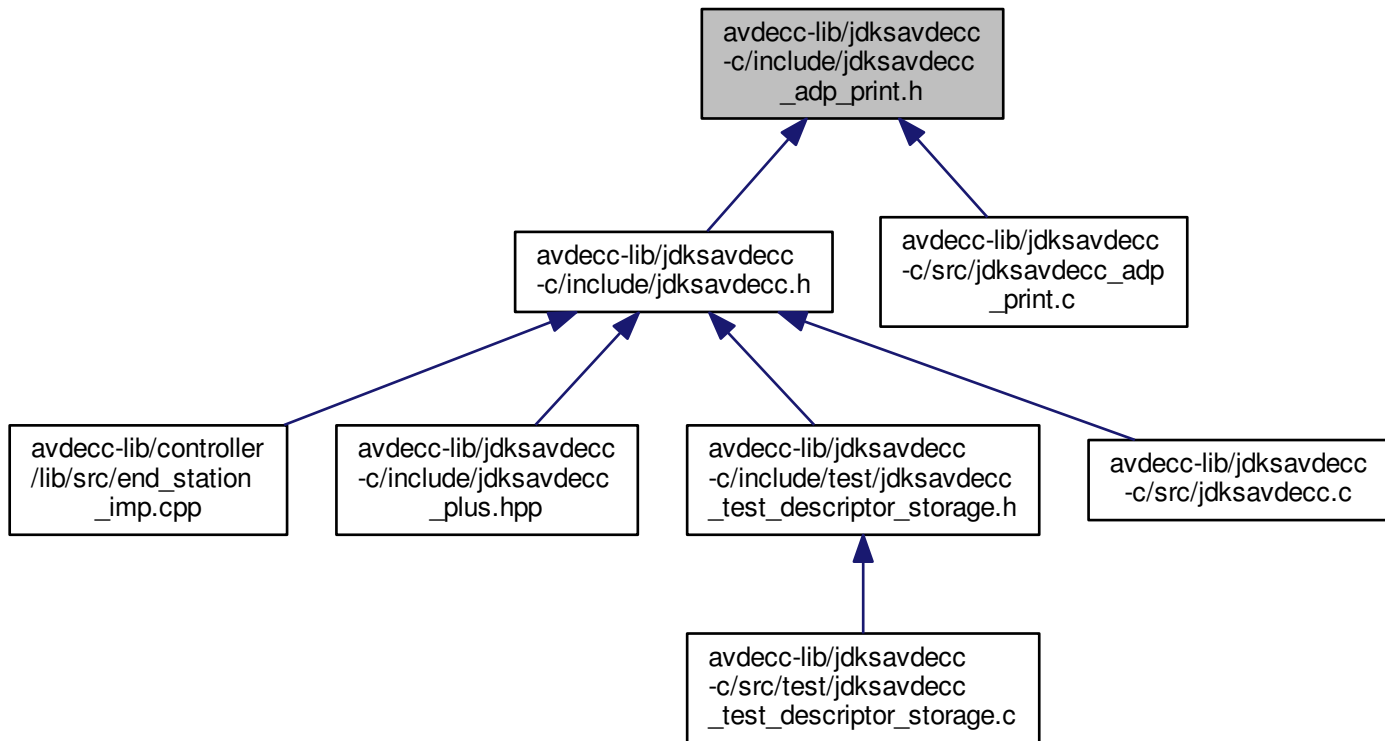 avdecc-lib/jdksavdecc
-c/include/jdksavdecc
_adp_print.h
avdecc-lib/jdksavdecc
-c/include/jdksavdecc.h
avdecc-lib/jdksavdecc
-c/src/jdksavdecc_adp
_print.c
avdecc-lib/controller
/lib/src/end_station
_imp.cpp
avdecc-lib/jdksavdecc
-c/include/jdksavdecc
_plus.hpp
avdecc-lib/jdksavdecc
-c/include/test/jdksavdecc
_test_descriptor_storage.h
avdecc-lib/jdksavdecc
-c/src/jdksavdecc.c
avdecc-lib/jdksavdecc
-c/src/test/jdksavdecc
_test_descriptor_storage.c